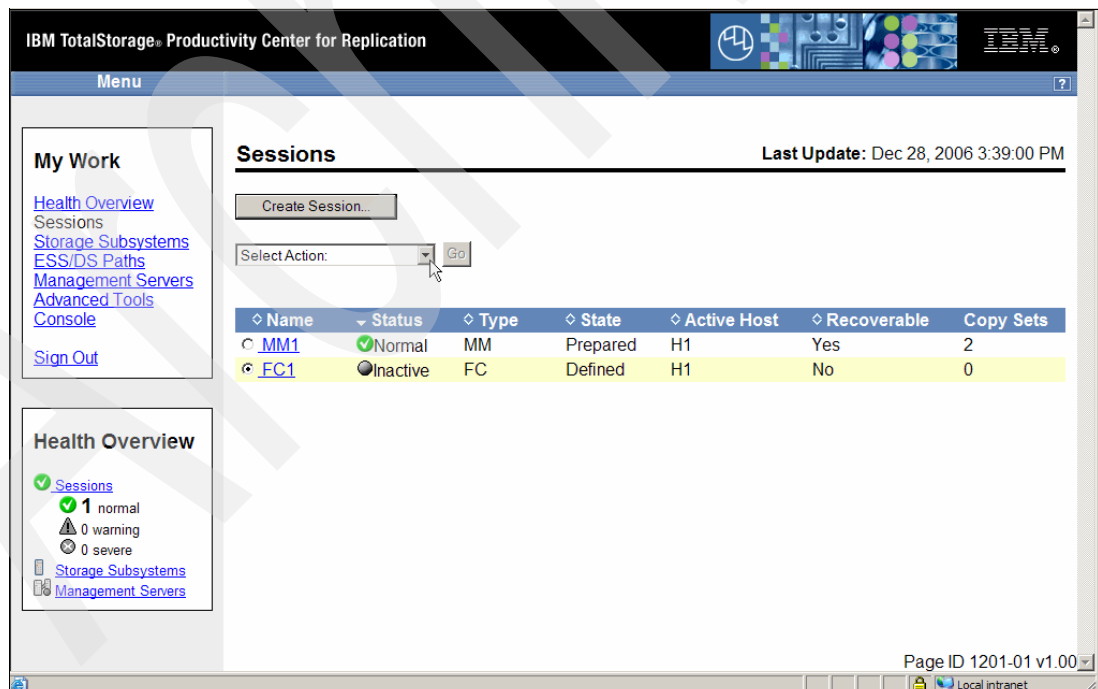 IBM TotalStorage® Productivity Center for Replication
IBM®
Menu
?
My Work
Health Overview
Sessions
Storage Subsystems
ESS/DS Paths
Management Servers
Advanced Tools
Console
Sign Out
Health Overview
Sessions
1 normal
0 warning
0 severe
Storage Subsystems
Management Servers
Sessions
Last Update: Dec 28, 2006 3:39:00 PM
Create Session...
Select Action:
Go
Name Status Type State Active Host Recoverable Copy Sets
MM1 Normal MM Prepared H1 Yes 2
FC1 Inactive FC Defined H1 No 0
Page ID 1201-01 v1.00
Local intranet